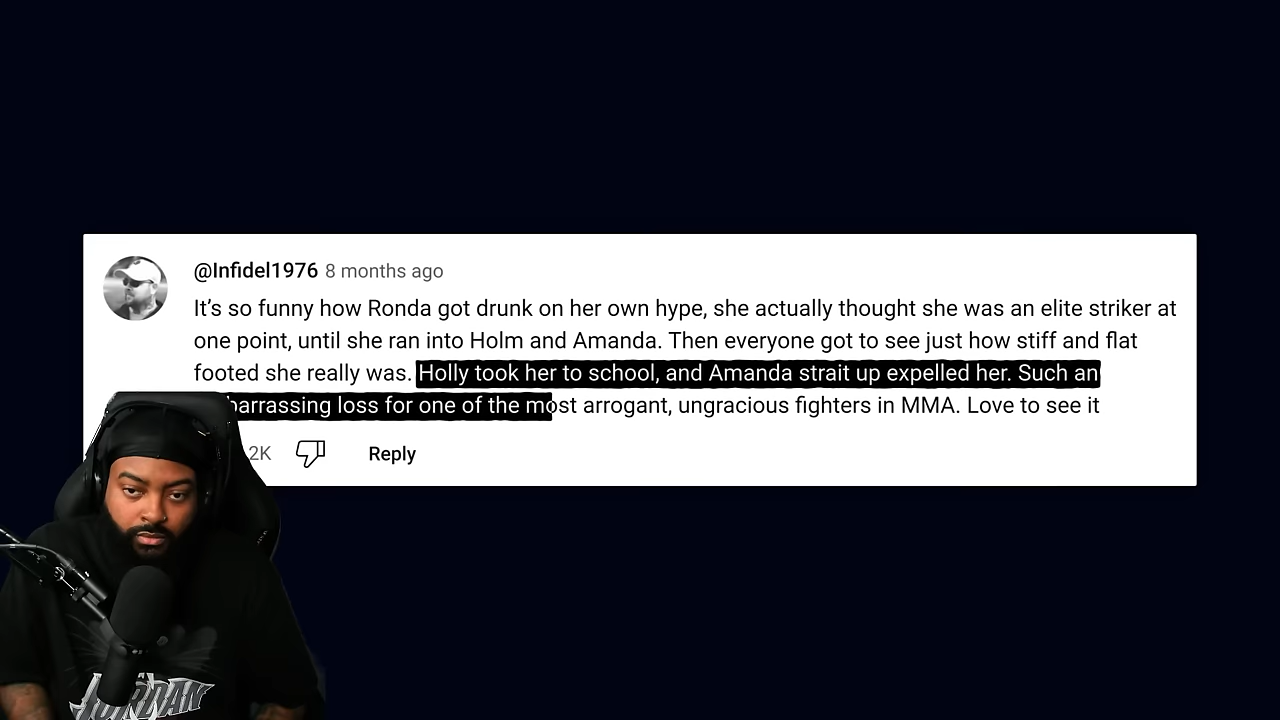 @Infidel1976 8 months ago
It’s so funny how Ronda got drunk on her own hype, she actually thought she was an elite striker at
one point, until she ran into Holm and Amanda. Then everyone got to see just how stiff and flat
footed she really was. Holly took her to school, and Amanda strait up expelled her. Such an
barrassing loss for one of the most arrogant, ungracious fighters in MMA. Love to see it
2K Reply
JORDAN